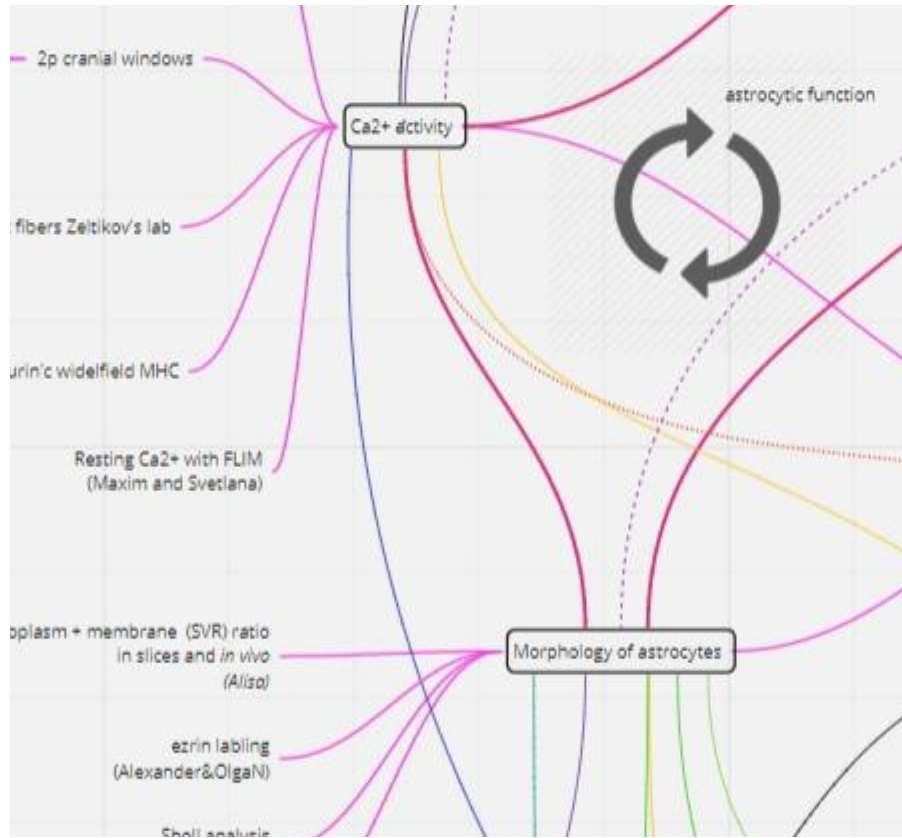 2p cranial windows
astrocytic function
Ca2+ activity
fibers Zeltikov's lab
widelfield MHC
Resting Ca2+ with FLIM
(Maxim and Svetlana)
+ membrane (SVR) ratio
in slices and in vivo
(Alisa)
Morphology of astrocytes
ezrin labling
(Alexander&OlgaN)
Sholl analysis